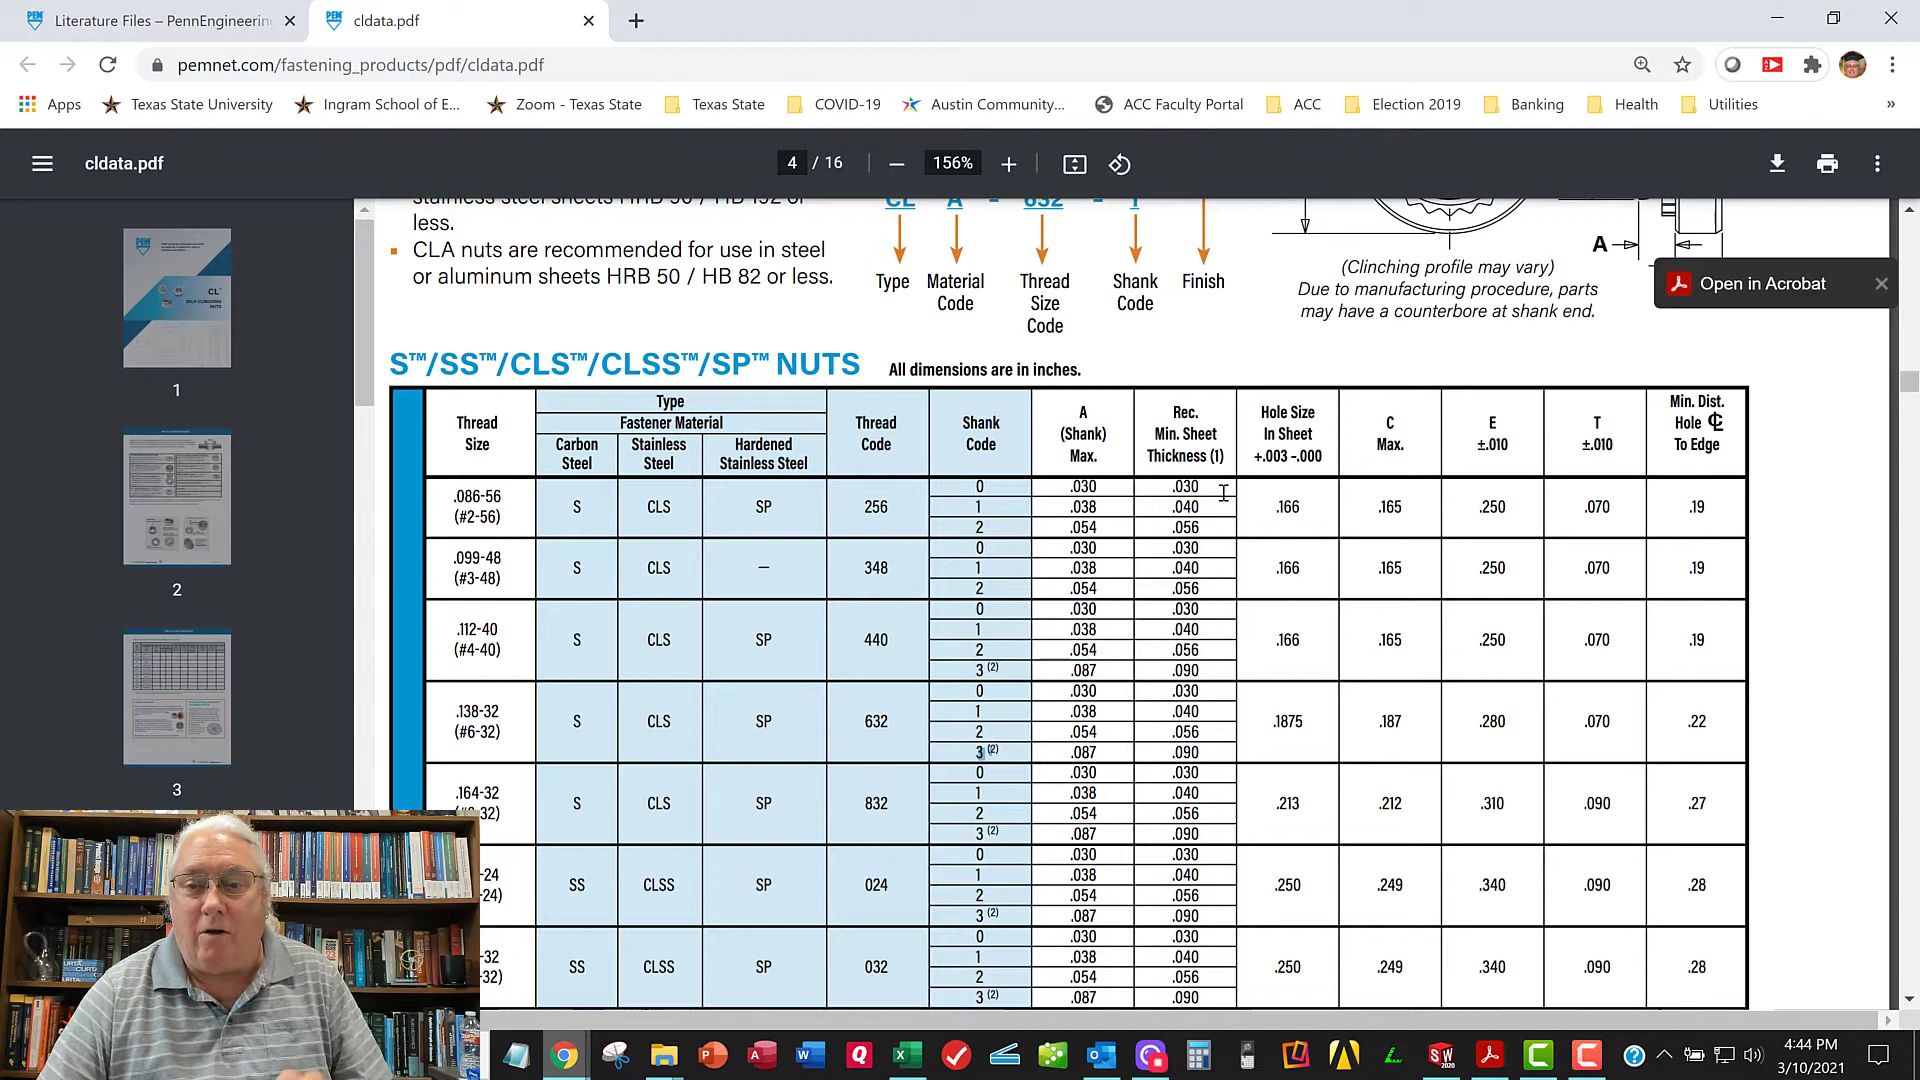 Literature Files – PennEngineerin
cldata.pdf
pemnet.com/fastening_products/pdf/cldata.pdf
Apps
Texas State University
Ingram School of E...
Zoom - Texas State
Texas State
COVID-19
Austin Community...
ACC Faculty Portal
ACC
Election 2019
Banking
Health
Utilities
»
cldata.pdf
4 / 16
156%
less.
CLA nuts are recommended for use in steel
or aluminum sheets HRB 50 / HB 82 or less.
CL A - 632 - 1
Type
Material
Code
Thread
Size
Code
Shank
Code
Finish
A
(Clinching profile may vary)
Due to manufacturing procedure, parts
may have a counterbore at shank end.
Open in Acrobat
S™/SS™/CLS™/CLSS™/SP™ NUTS
All dimensions are in inches.
Thread
Size
Type
Fastener Material
Carbon
Steel
Stainless
Steel
Hardened
Stainless Steel
Thread
Code
Shank
Code
A
(Shank)
Max.
Rec.
Min. Sheet
Thickness (1)
Hole Size
In Sheet
+.003 -.000
C
Max.
E
±.010
T
±.010
Min. Dist.
Hole ℄
To Edge
.086-56
(#2-56)
S CLS SP 256
0 .030 .030
1 .038 .040
2 .054 .056
.166 .165 .250 .070 .19
.099-48
(#3-48)
S CLS — 348
0 .030 .030
1 .038 .040
2 .054 .056
.166 .165 .250 .070 .19
.112-40
(#4-40)
S CLS SP 440
0 .030 .030
1 .038 .040
2 .054 .056
3 (2) .087 .090
.166 .165 .250 .070 .19
.138-32
(#6-32)
S CLS SP 632
0 .030 .030
1 .038 .040
2 .054 .056
3 (2) .087 .090
.1875 .187 .280 .070 .22
.164-32
32)
S CLS SP 832
0 .030 .030
1 .038 .040
2 .054 .056
3 (2) .087 .090
.213 .212 .310 .090 .27
-24
-24)
SS CLSS SP 024
0 .030 .030
1 .038 .040
2 .054 .056
3 (2) .087 .090
.250 .249 .340 .090 .28
-32
-32)
SS CLSS SP 032
0 .030 .030
1 .038 .040
2 .054 .056
3 (2) .087 .090
.250 .249 .340 .090 .28
1
2
3
PEM
CL
CURTA
4:44 PM
3/10/2021